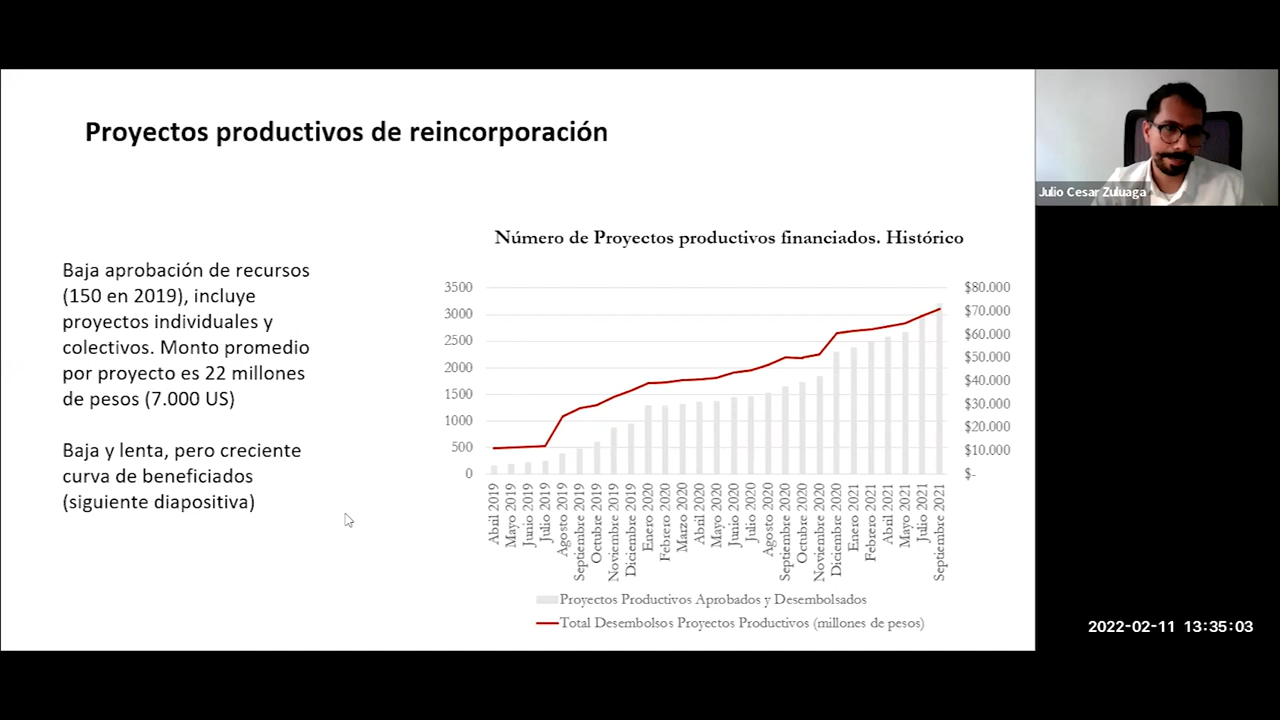 Proyectos productivos de reincorporación
Julio Cesar Zuluaga
Baja aprobación de recursos
(150 en 2019), incluye
proyectos individuales y
colectivos. Monto promedio
por proyecto es 22 millones
de pesos (7.000 US)
Baja y lenta, pero creciente
curva de beneficiados
(siguiente diapositiva)
Número de Proyectos productivos financiados. Histórico
3500
3000
2500
2000
1500
1000
500
0
$80.000
$70.000
$60.000
$50.000
$40.000
$30.000
$20.000
$10.000
$-
Abril 2019
Mayo 2019
Junio 2019
Julio 2019
Agosto 2019
Septiembre 2019
Octubre 2019
Noviembre 2019
Diciembre 2019
Enero 2020
Febrero 2020
Marzo 2020
Abril 2020
Mayo 2020
Junio 2020
Julio 2020
Agosto 2020
Septiembre 2020
Octubre 2020
Noviembre 2020
Diciembre 2020
Enero 2021
Febrero 2021
Abril 2021
Mayo 2021
Julio 2021
Septiembre 2021
Proyectos Productivos Aprobados y Desembolsados
Total Desembolsos Proyectos Productivos (millones de pesos)
2022-02-11 13:35:03